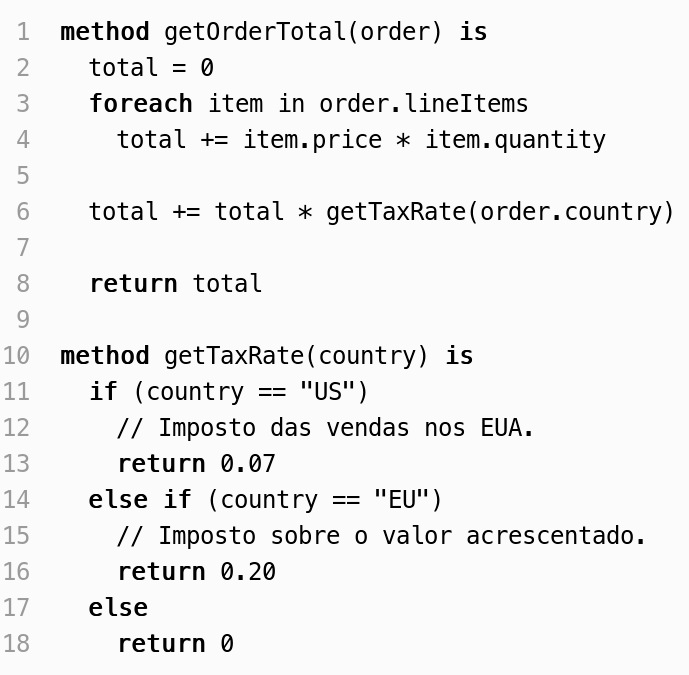 1 method getOrderTotal(order) is
2 total = 0
3 foreach item in order.lineItems
4 total += item.price * item.quantity
5
6 total += total * getTaxRate(order.country)
7
8 return total
9
10 method getTaxRate(country) is
11 if (country == "US")
12 // Imposto das vendas nos EUA.
13 return 0.07
14 else if (country == "EU")
15 // Imposto sobre o valor acrescentado.
16 return 0.20
17 else
18 return 0